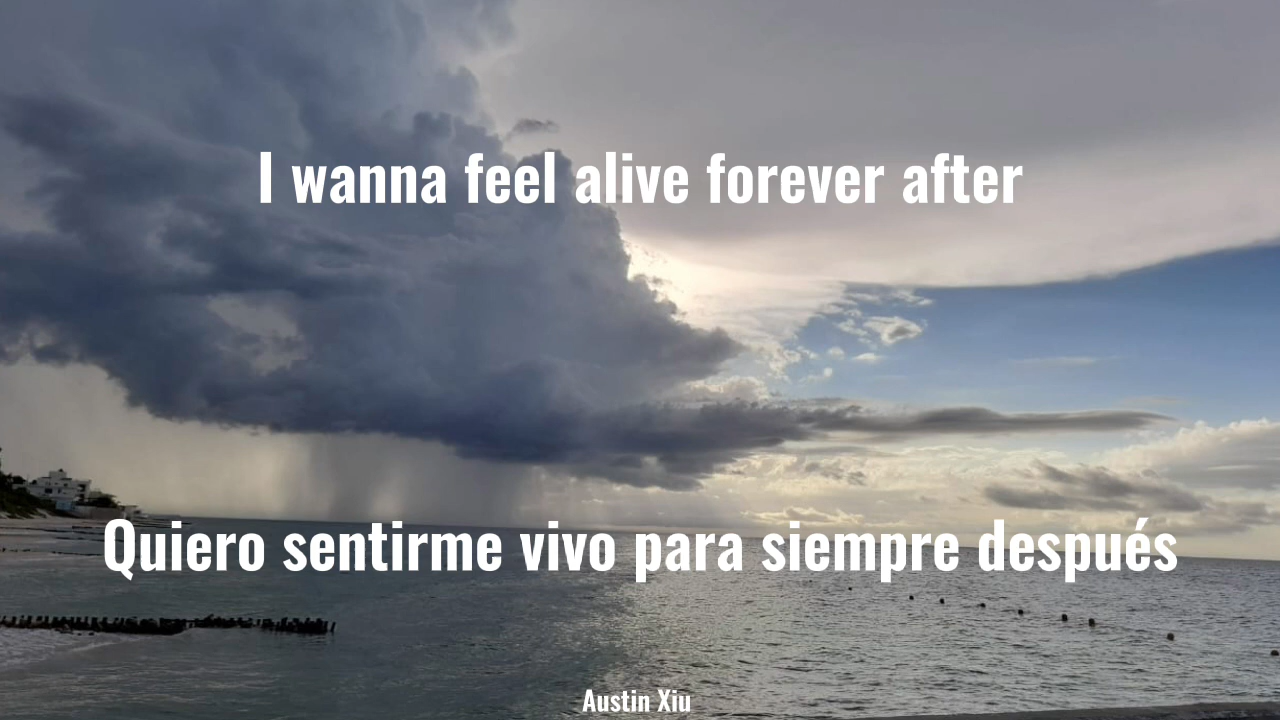 I wanna feel alive forever after
Quiero sentirme vivo para siempre después
Austin Xiu